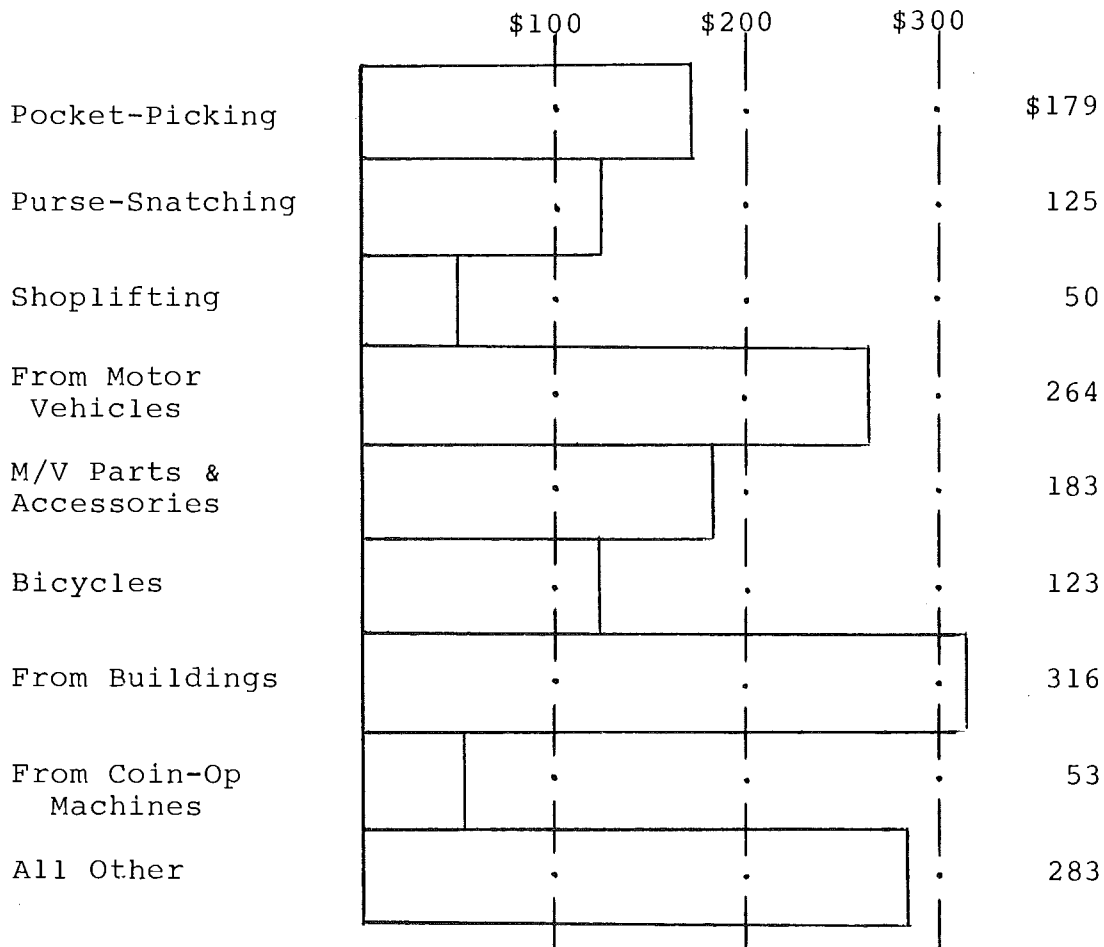 $100 $200 $300
Pocket-Picking $179
Purse-Snatching 125
Shoplifting 50
From Motor
Vehicles 264
M/V Parts &
Accessories 183
Bicycles 123
From Buildings 316
From Coin-Op
Machines 53
All Other 283